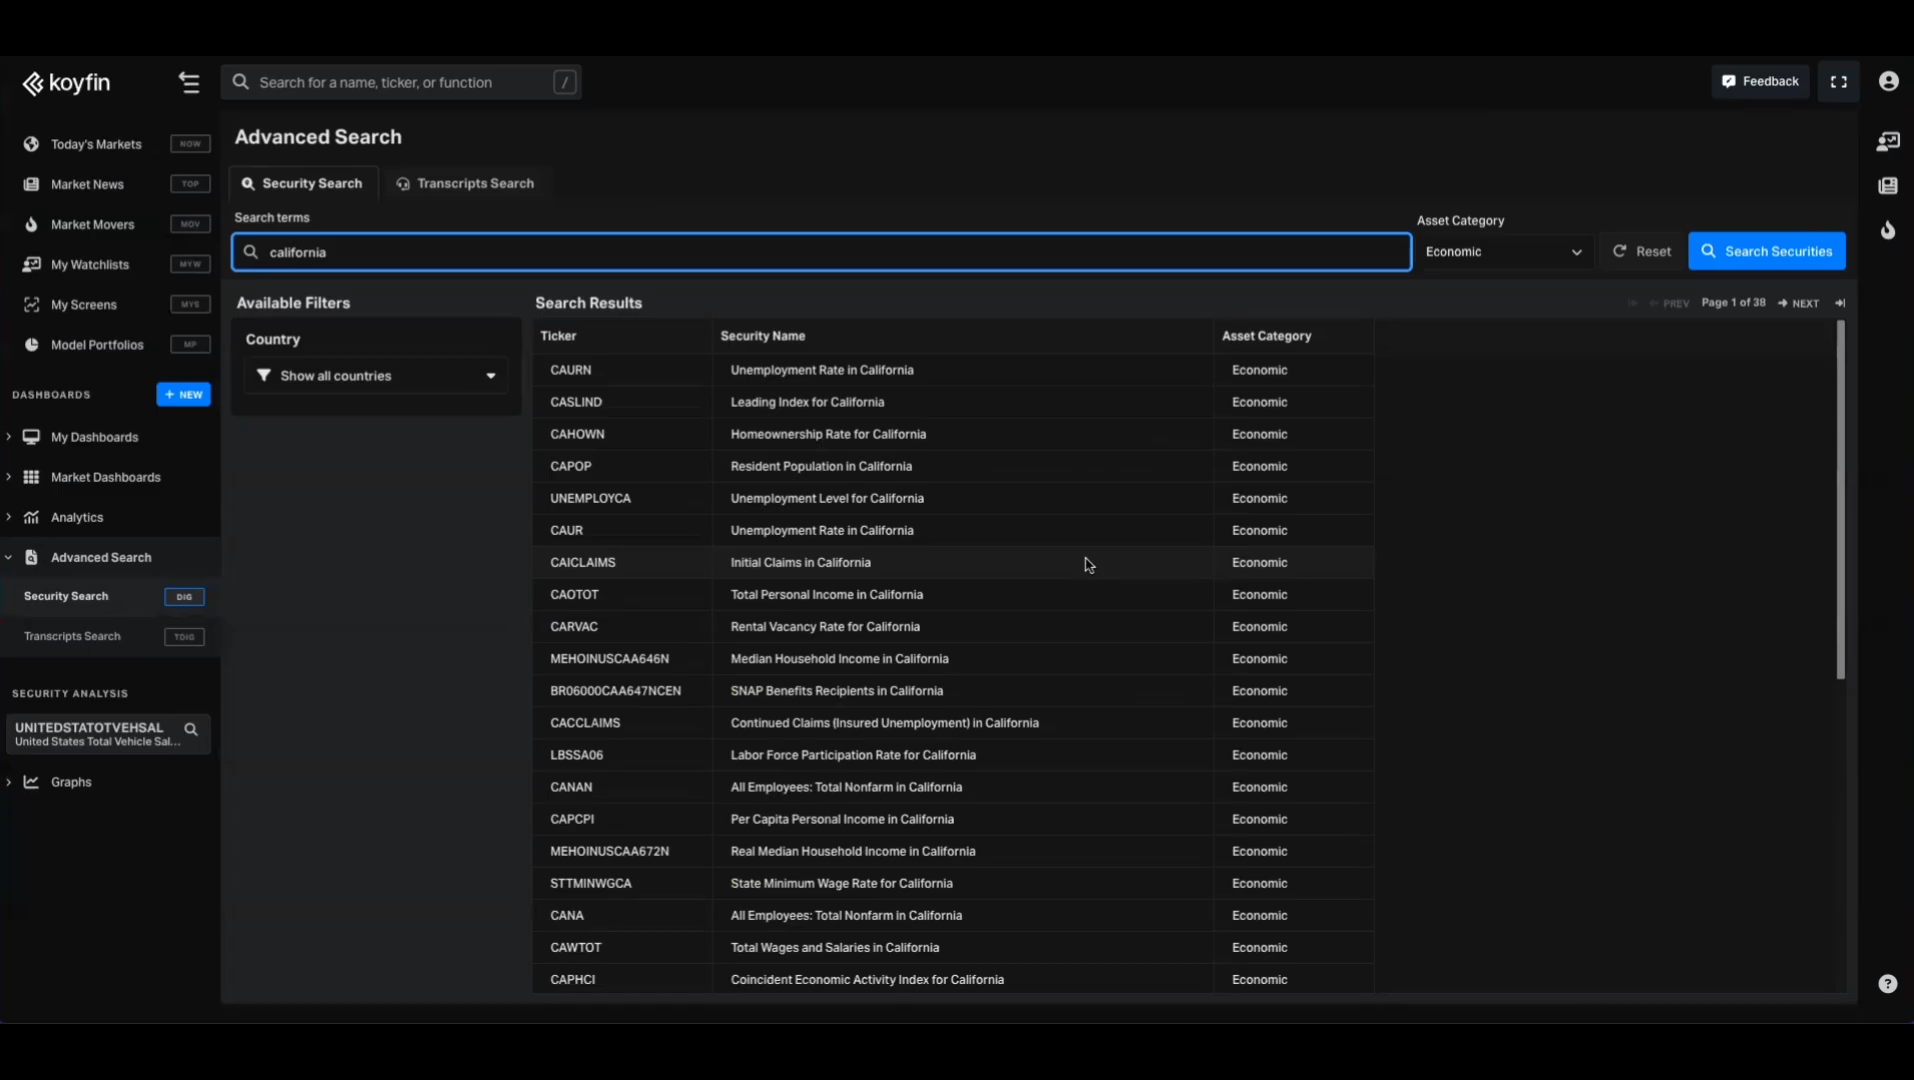 koyfin
Search for a name, ticker, or function /
Feedback
Today's Markets NOW
Market News TOP
Market Movers MOV
My Watchlists MYW
My Screens MYS
Model Portfolios MP
DASHBOARDS + NEW
My Dashboards
Market Dashboards
Analytics
Advanced Search
Security Search DIG
Transcripts Search TDIG
SECURITY ANALYSIS
UNITEDSTATOTVEHSAL
United States Total Vehicle Sal...
Graphs
Advanced Search
Security Search Transcripts Search
Search terms
california
Asset Category
Economic
Reset
Search Securities
Available Filters
Country
Show all countries
Search Results
PREV Page 1 of 38 NEXT
Ticker Security Name Asset Category
CAURN Unemployment Rate in California Economic
CASLIND Leading Index for California Economic
CAHOWN Homeownership Rate for California Economic
CAPOP Resident Population in California Economic
UNEMPLOYCA Unemployment Level for California Economic
CAUR Unemployment Rate in California Economic
CAICLAIMS Initial Claims in California Economic
CAOTOT Total Personal Income in California Economic
CARVAC Rental Vacancy Rate for California Economic
MEHOINUSCAA646N Median Household Income in California Economic
BR06000CAA647NCEN SNAP Benefits Recipients in California Economic
CACCLAIMS Continued Claims (Insured Unemployment) in California Economic
LBSSA06 Labor Force Participation Rate for California Economic
CANAN All Employees: Total Nonfarm in California Economic
CAPCPI Per Capita Personal Income in California Economic
MEHOINUSCAA672N Real Median Household Income in California Economic
STTMINWGCA State Minimum Wage Rate for California Economic
CANA All Employees: Total Nonfarm in California Economic
CAWTOT Total Wages and Salaries in California Economic
CAPHCI Coincident Economic Activity Index for California Economic
?